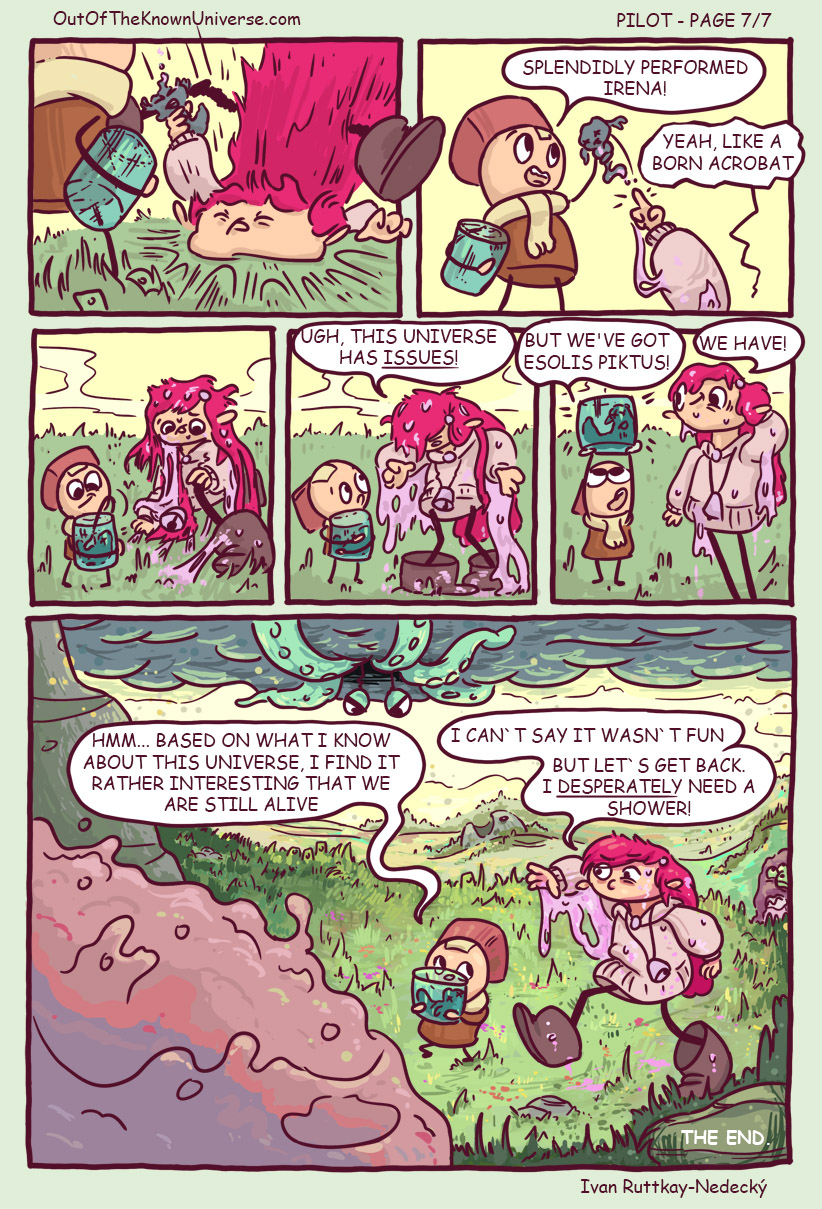 OutOfTheKnownUniverse.com
PILOT - PAGE 7/7
SPLENDIDLY PERFORMED
IRENA!
YEAH, LIKE A
BORN ACROBAT
UGH, THIS UNIVERSE
HAS ISSUES!
BUT WE'VE GOT
ESOLIS PIKTUS!
WE HAVE!
HMM... BASED ON WHAT I KNOW
ABOUT THIS UNIVERSE, I FIND IT
RATHER INTERESTING THAT WE
ARE STILL ALIVE
I CAN`T SAY IT WASN`T FUN
BUT LET`S GET BACK.
I DESPERATELY NEED A
SHOWER!
THE END.
Ivan Ruttkay-Nedecký